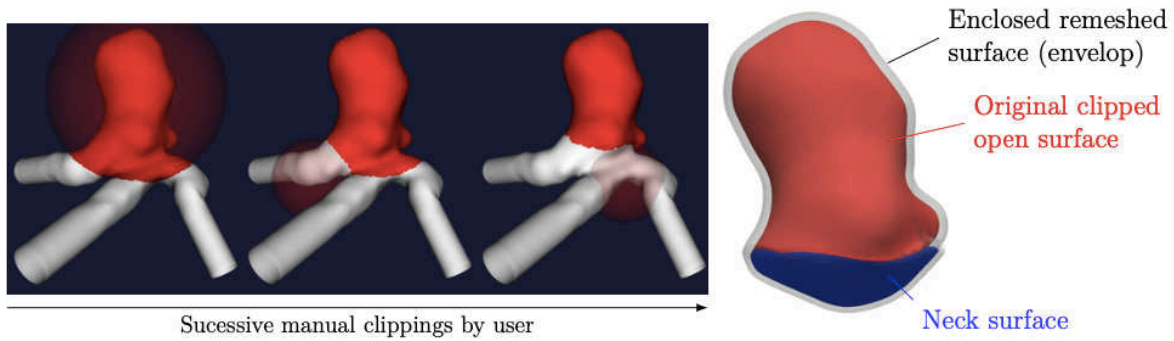 Enclosed remeshed
surface (envelop)
Original clipped
open surface
Neck surface
Sucessive manual clippings by user